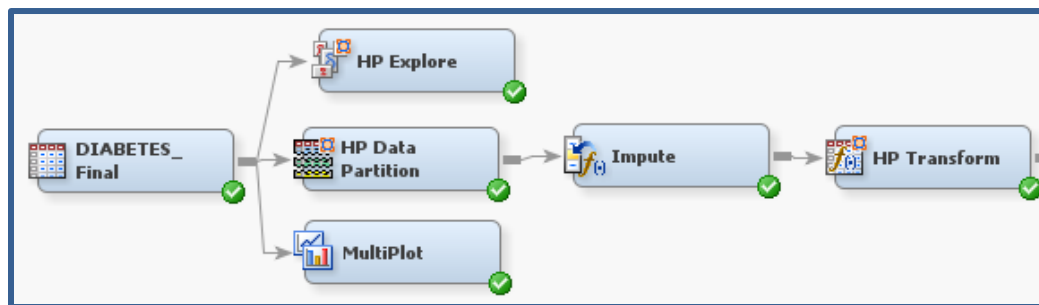 HP Explore
DIABETES_
Final
HP Data
Partition
Impute
HP Transform
MultiPlot